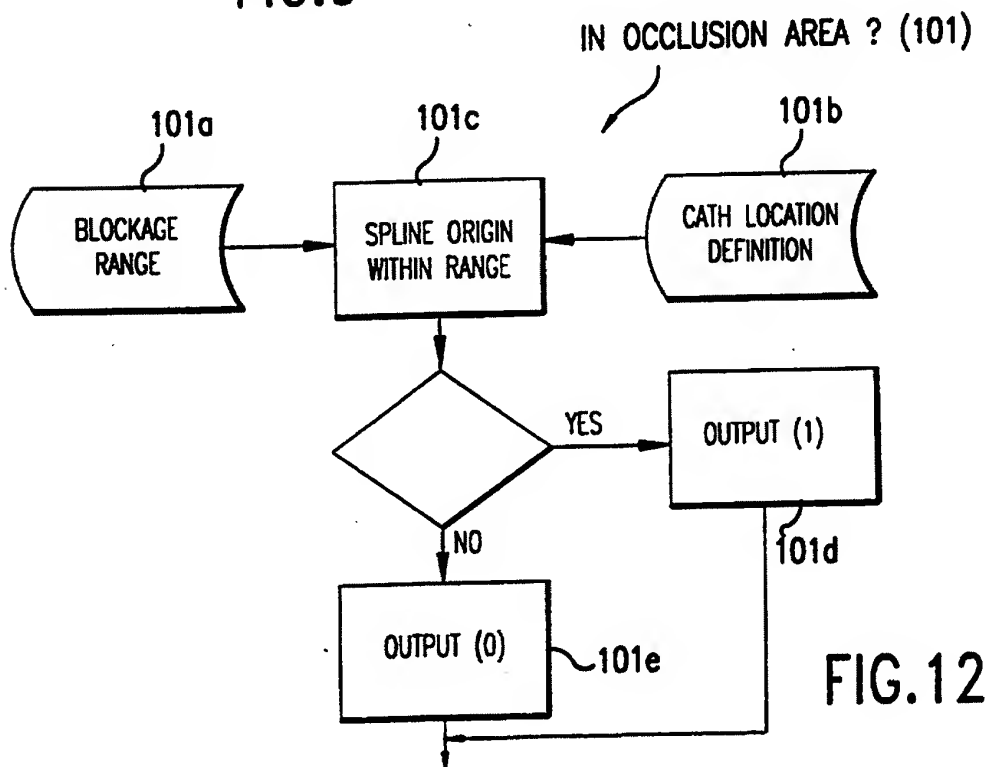 IN OCCLUSION AREA ? (101)
101a
101c
101b
BLOCKAGE
RANGE
SPLINE ORIGIN
WITHIN RANGE
CATH LOCATION
DEFINITION
YES
OUTPUT (1)
NO
101d
OUTPUT (0)
101e
FIG.12